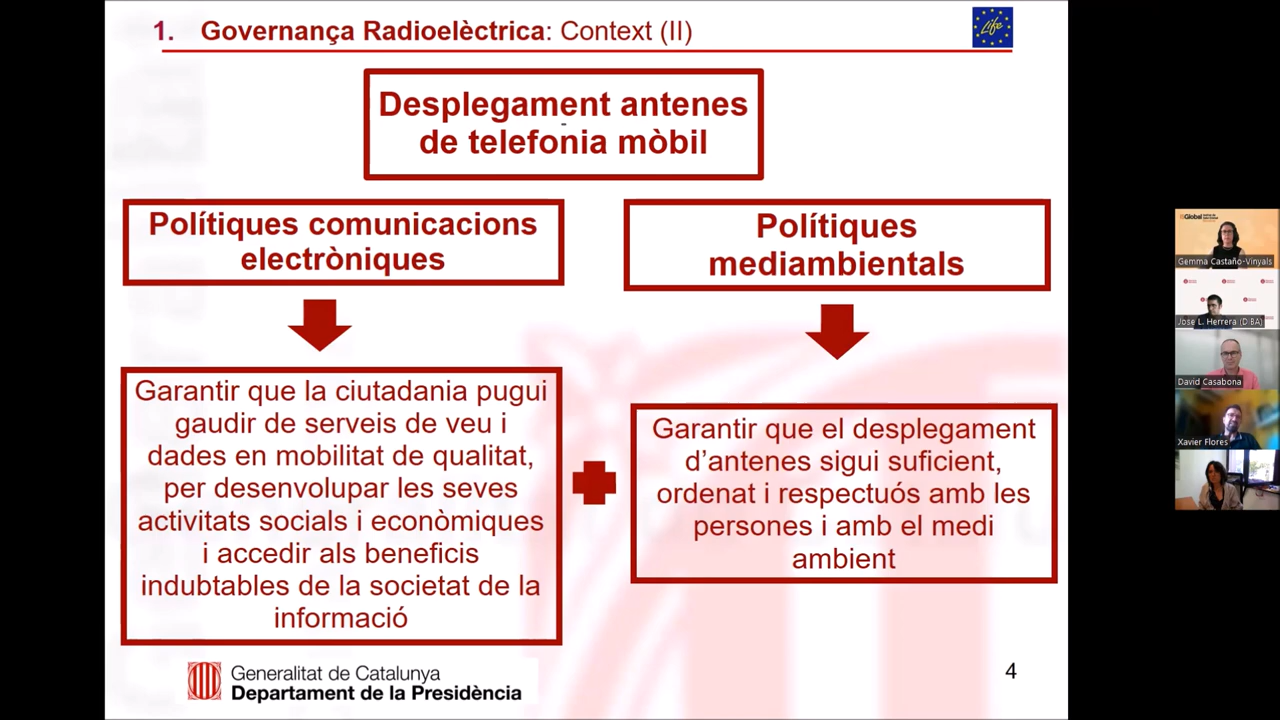 1. Governança Radioelèctrica: Context (II)
Life
Desplegament antenes
de telefonia mòbil
Polítiques comunicacions
electròniques
Polítiques
mediambientals
Garantir que la ciutadania pugui
gaudir de serveis de veu i
dades en mobilitat de qualitat,
per desenvolupar les seves
activitats socials i econòmiques
i accedir als beneficis
indubtables de la societat de la
informació
Garantir que el desplegament
d’antenes sigui suficient,
ordenat i respectuós amb les
persones i amb el medi
ambient
Generalitat de Catalunya
Departament de la Presidència
4
ISGlobal
Gemma Castaño-Vinyals
Jose L. Herrera (DIBA)
David Casabona
Xavier Flores